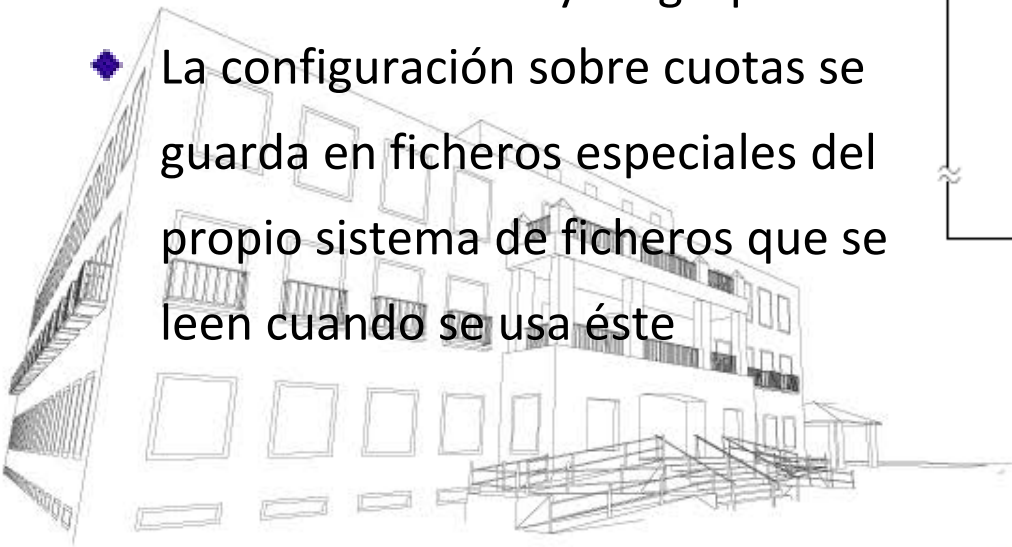 La configuración sobre cuotas se
guarda en ficheros especiales del
propio sistema de ficheros que se
leen cuando se usa éste